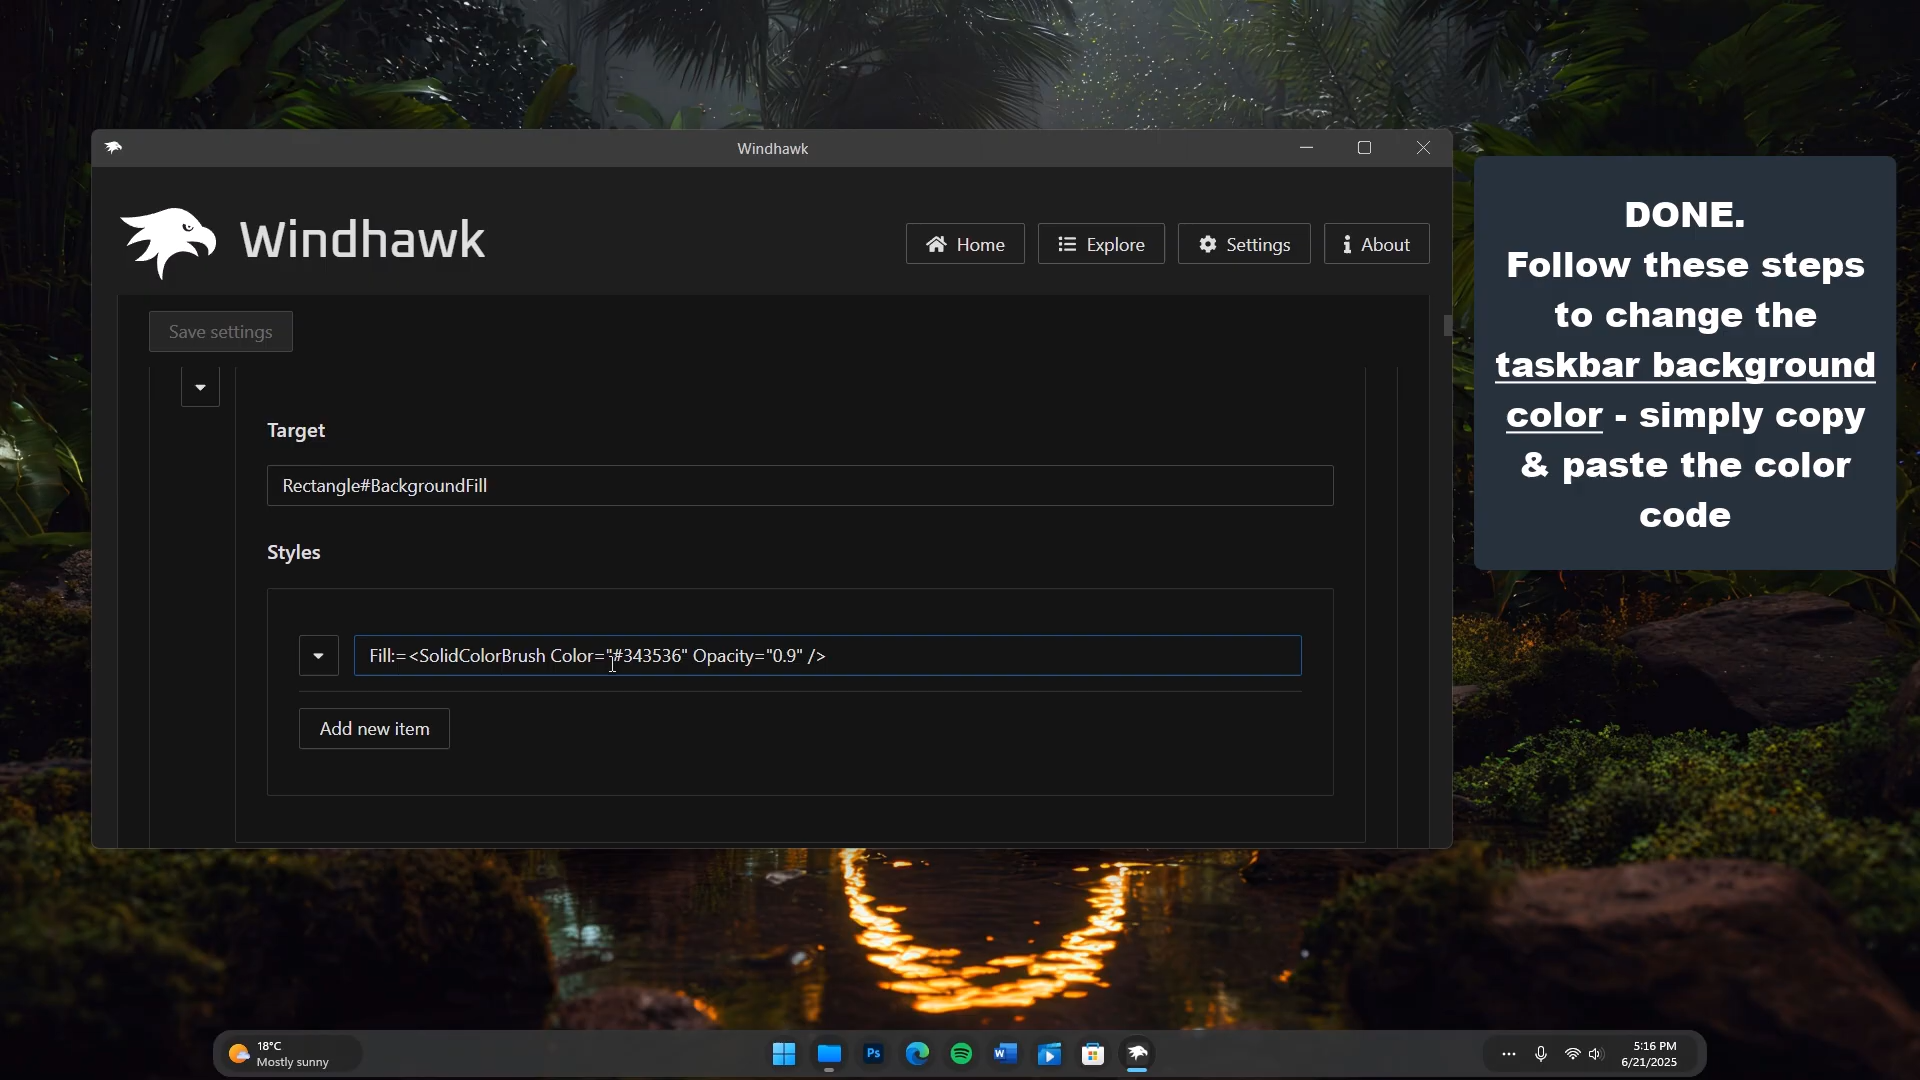 Windhawk
Windhawk
Home
Explore
Settings
About
Save settings
Target
Rectangle#BackgroundFill
Styles
Fill:=<SolidColorBrush Color="#343536" Opacity="0.9" />
Add new item
DONE.
Follow these steps
to change the
taskbar background
color - simply copy
& paste the color
code
18°C
Mostly sunny
Ps
W
5:16 PM
6/21/2025